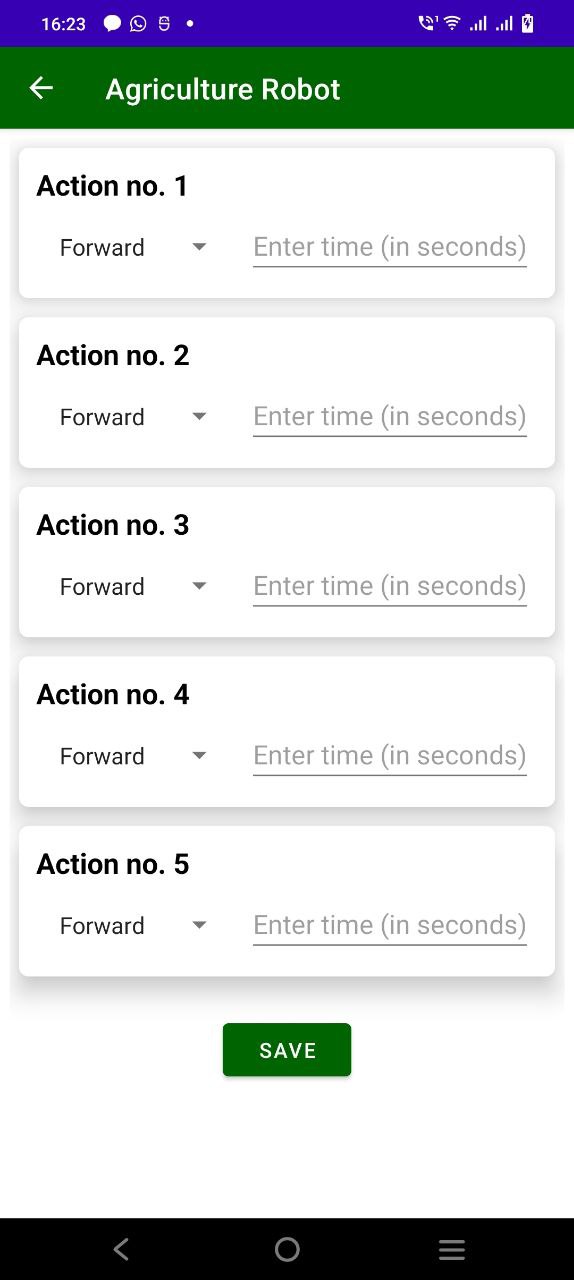 16:23
Agriculture Robot
Action no. 1
Forward Enter time (in seconds)
Action no. 2
Forward Enter time (in seconds)
Action no. 3
Forward Enter time (in seconds)
Action no. 4
Forward Enter time (in seconds)
Action no. 5
Forward Enter time (in seconds)
SAVE